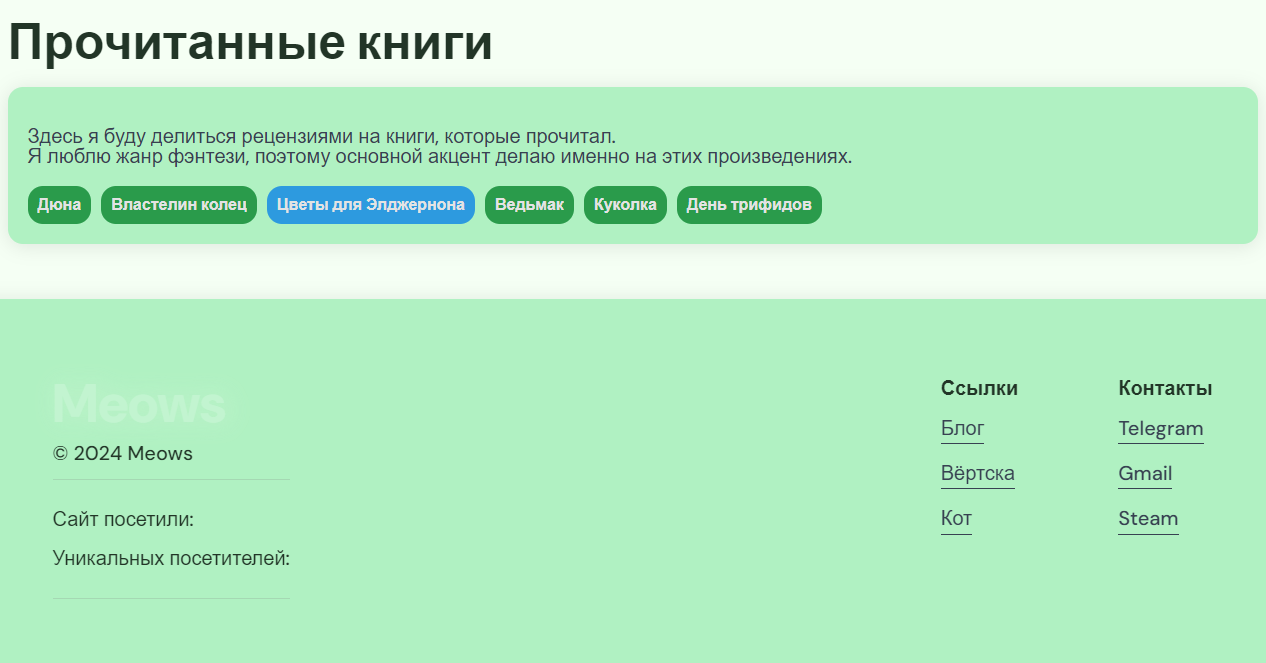 Прочитанные книги
Здесь я буду делиться рецензиями на книги, которые прочитал.
Я люблю жанр фэнтези, поэтому основной акцент делаю именно на этих произведениях.
Дюна Властелин колец Цветы для Элджернона Ведьмак Куколка День трифидов
Meows
© 2024 Meows
Сайт посетили:
Уникальных посетителей:
Ссылки
Блог
Вёртска
Кот
Контакты
Telegram
Gmail
Steam